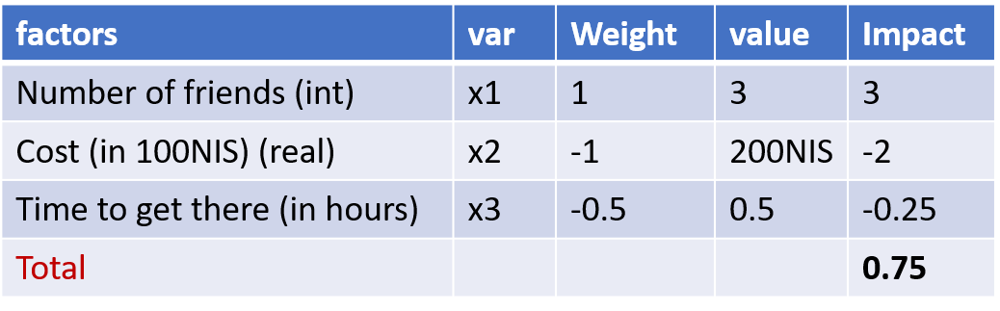 factors var Weight value Impact
Number of friends (int) x1 1 3 3
Cost (in 100NIS) (real) x2 -1 200NIS -2
Time to get there (in hours) x3 -0.5 0.5 -0.25
Total 0.75